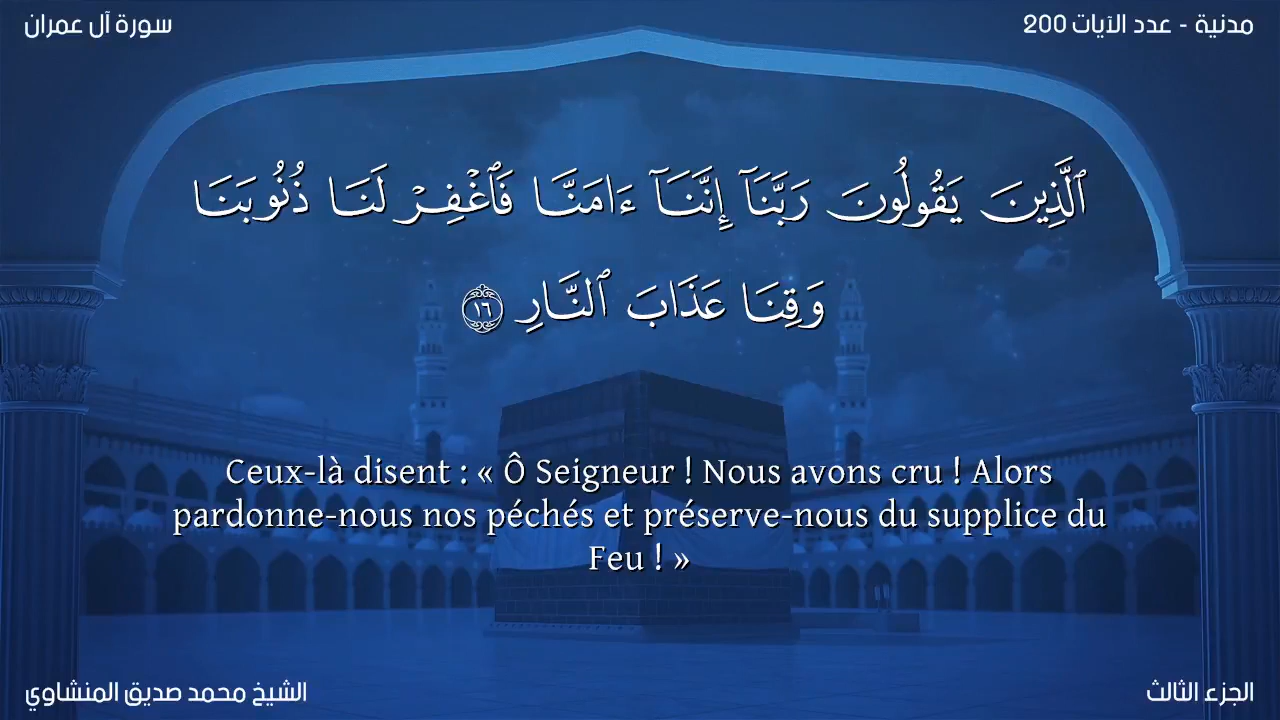 سورة آل عمران
مدنية - عدد الآيات 200
ٱلَّذِينَ يَقُولُونَ رَبَّنَآ إِنَّنَآ ءَامَنَّا فَٱغْفِرْ لَنَا ذُنُوبَنَا
وَقِنَا عَذَابَ ٱلنَّارِ ١٦
Ceux-là disent : « Ô Seigneur ! Nous avons cru ! Alors
pardonne-nous nos péchés et préserve-nous du supplice du
Feu ! »
الشيخ محمد صديق المنشاوي
الجزء الثالث